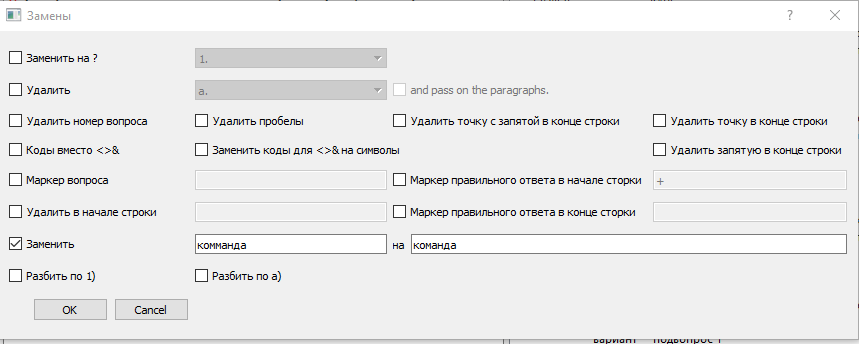 Замены
Заменить на ? 1.
Удалить a. and pass on the paragraphs.
Удалить номер вопроса Удалить пробелы Удалить точку с запятой в конце строки Удалить точку в конце строки
Коды вместо <>& Заменить коды для <>& на символы Удалить запятую в конце строки
Маркер вопроса Маркер правильного ответа в начале сторки +
Удалить в начале строки Маркер правильного ответа в конце сторки
Заменить комманда на команда
Разбить по 1) Разбить по a)
OK Cancel
вариант подвопрос 1